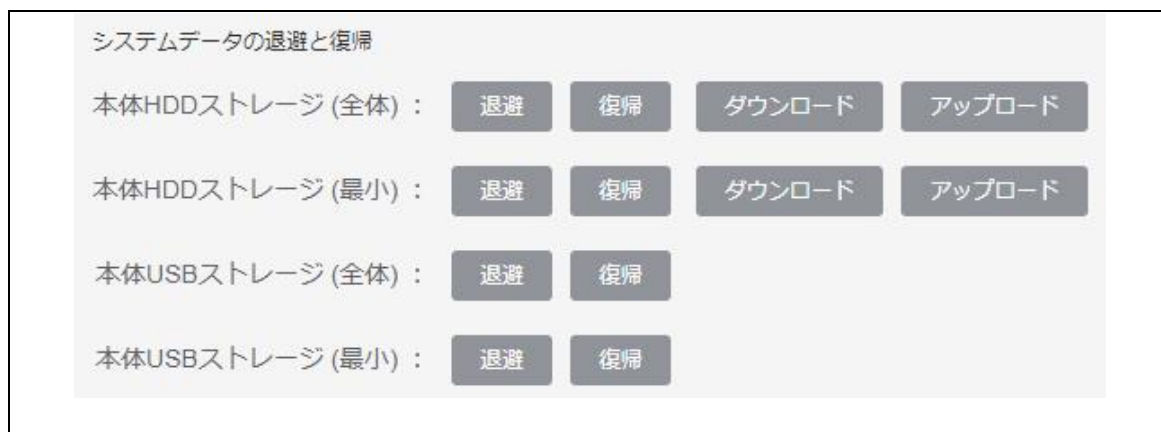 システムデータの退避と復帰
本体HDDストレージ (全体) ： 退避 復帰 ダウンロード アップロード
本体HDDストレージ (最小) ： 退避 復帰 ダウンロード アップロード
本体USBストレージ (全体) ： 退避 復帰
本体USBストレージ (最小) ： 退避 復帰